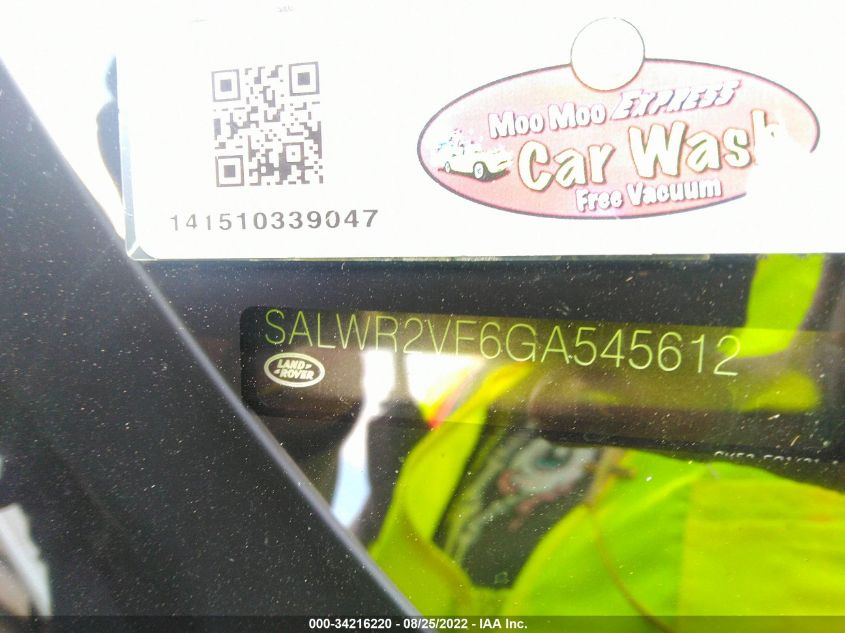 Moo Moo EXPRESS
Car Wash
Free Vacuum
141510339047
SALWR2VF6GA545612
LAND
ROVER
000-34216220 - 08/25/2022 - IAA Inc.